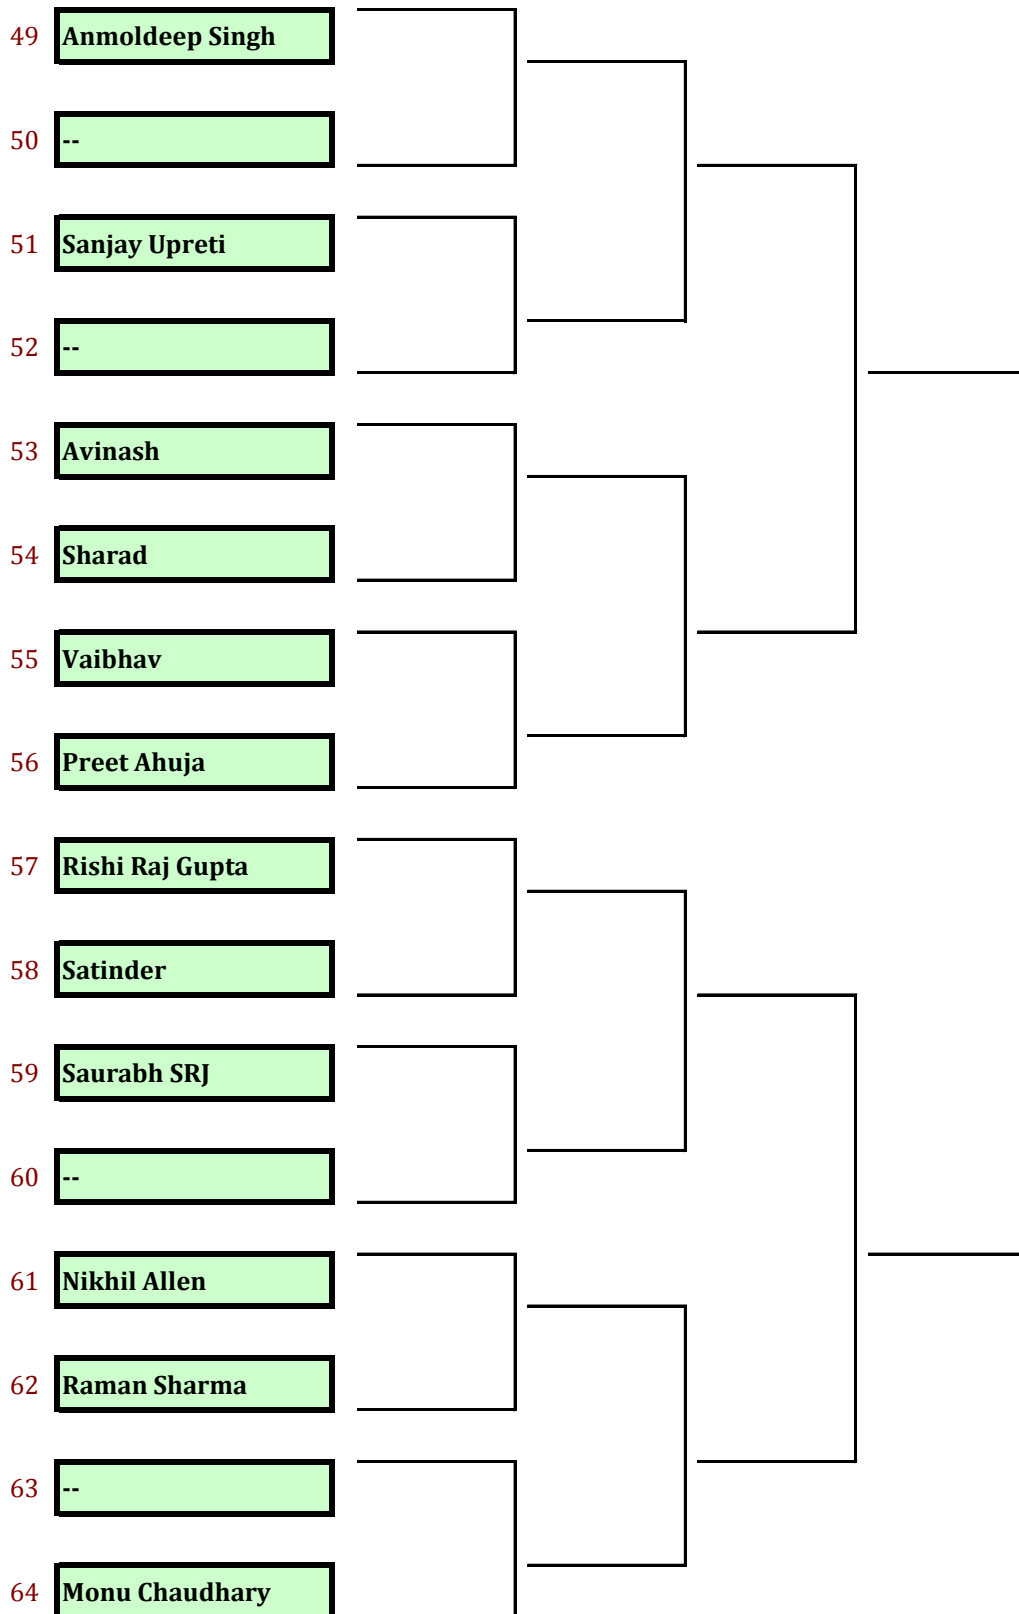 49 Anmoldeep Singh
50 --
51 Sanjay Upreti
52 --
53 Avinash
54 Sharad
55 Vaibhav
56 Preet Ahuja
57 Rishi Raj Gupta
58 Satinder
59 Saurabh SRJ
60 --
61 Nikhil Allen
62 Raman Sharma
63 --
64 Monu Chaudhary